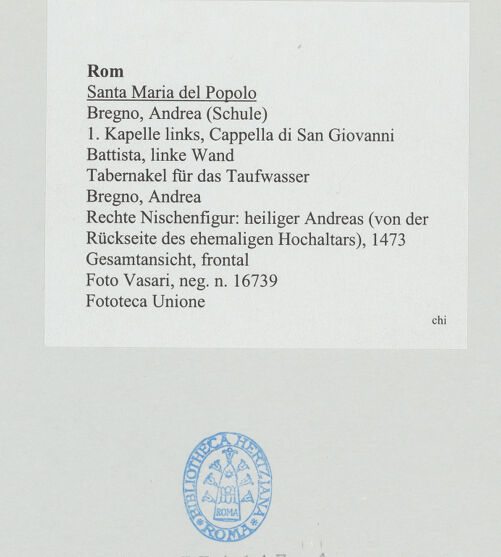 Rom
Santa Maria del Popolo
Bregno, Andrea (Schule)
1. Kapelle links, Cappella di San Giovanni
Battista, linke Wand
Tabernakel für das Taufwasser
Bregno, Andrea
Rechte Nischenfigur: heiliger Andreas (von der
Rückseite des ehemaligen Hochaltars), 1473
Gesamtansicht, frontal
Foto Vasari, neg. n. 16739
Fototeca Unione
chi
BIBLIOTHECA HERTZIANA
ROMA
ROMA